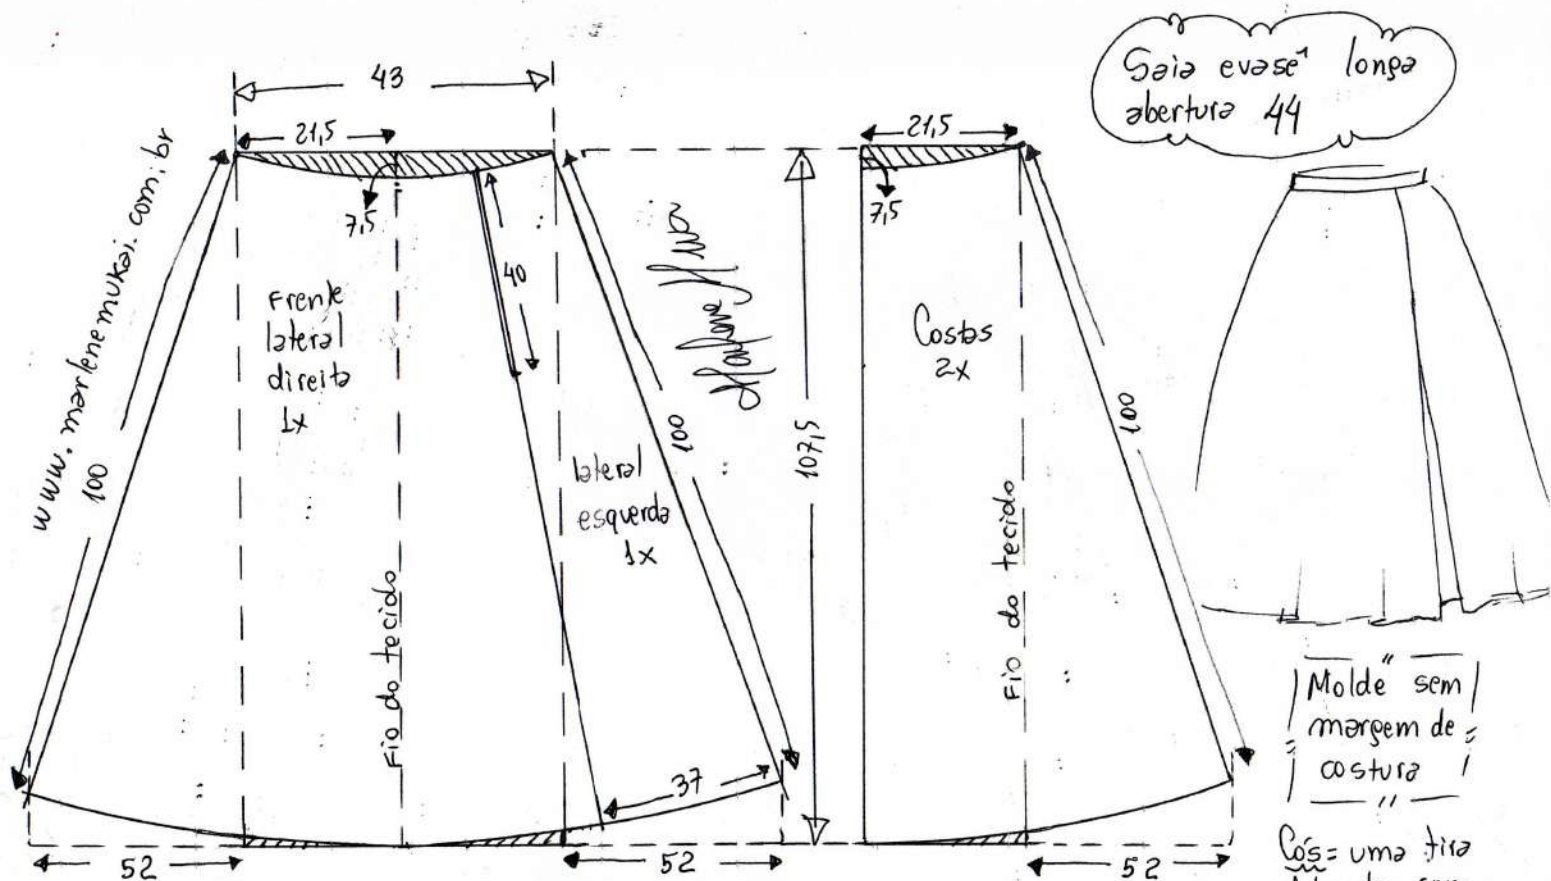 Saia evasê longa
abertura 44
43
21,5
21,5
7,5
7,5
www.marlenemukai.com.br
40
Frente
lateral
direita
1x
Costas
2x
100
100
100
107,5
lateral
esquerda
1x
Fio do tecido
Fio do tecido
37
52
52
52
Molde sem
margem de
costura
Cós = uma tira